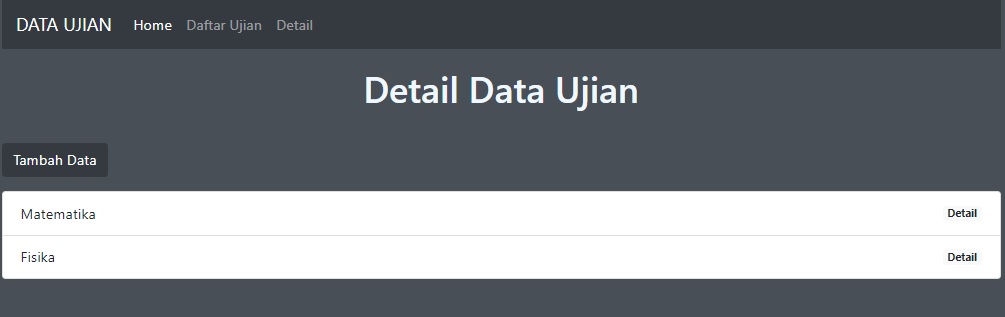 DATA UJIAN Home Daftar Ujian Detail
Detail Data Ujian
Tambah Data
Matematika Detail
Fisika Detail